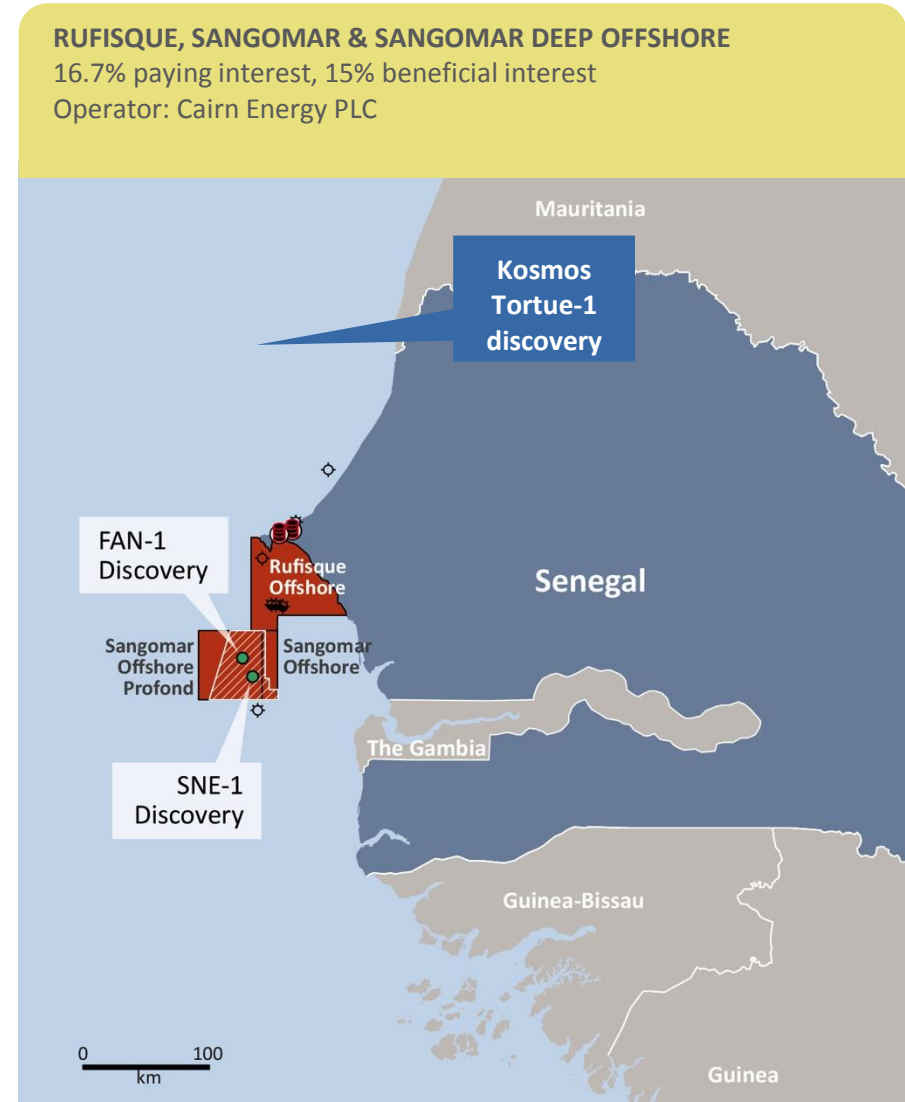 RUFISQUE, SANGOMAR & SANGOMAR DEEP OFFSHORE
16.7% paying interest, 15% beneficial interest
Operator: Cairn Energy PLC
Mauritania
Kosmos
Tortue-1
discovery
FAN-1
Discovery
Rufisque
Offshore
Senegal
Sangomar
Offshore
Profond
Sangomar
Offshore
The Gambia
SNE-1
Discovery
Guinea-Bissau
0 100
km
Guinea